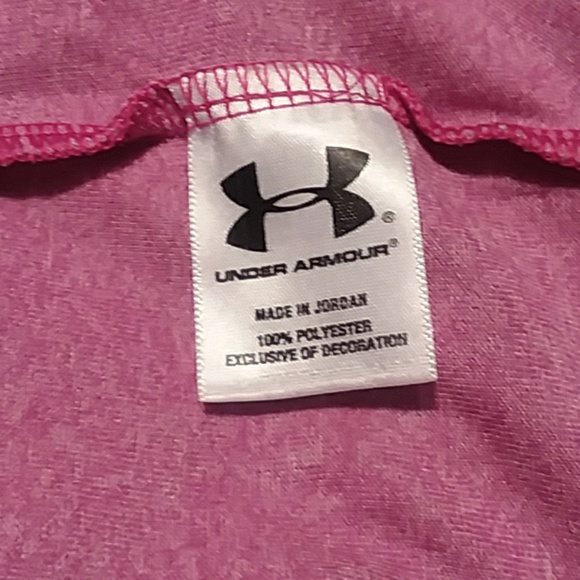 ®
UNDER ARMOUR®
MADE IN JORDAN
100% POLYESTER
EXCLUSIVE OF DECORATION